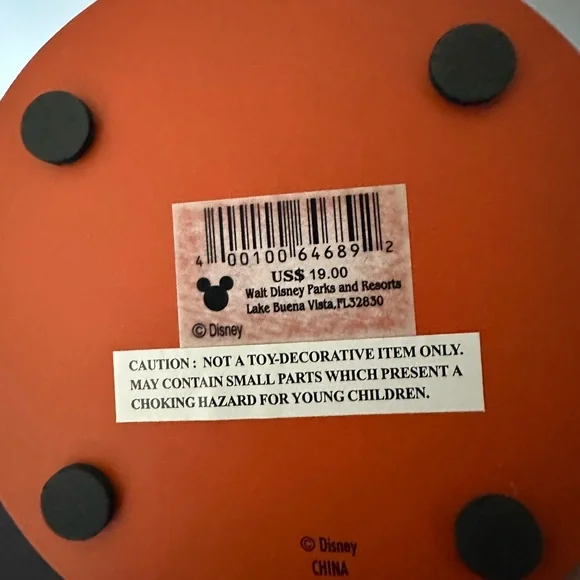 4 00100 64689 2
US$ 19.00
Walt Disney Parks and Resorts
Lake Buena Vista,FL32830
© Disney
CAUTION : NOT A TOY-DECORATIVE ITEM ONLY.
MAY CONTAIN SMALL PARTS WHICH PRESENT A
CHOKING HAZARD FOR YOUNG CHILDREN.
© Disney
CHINA